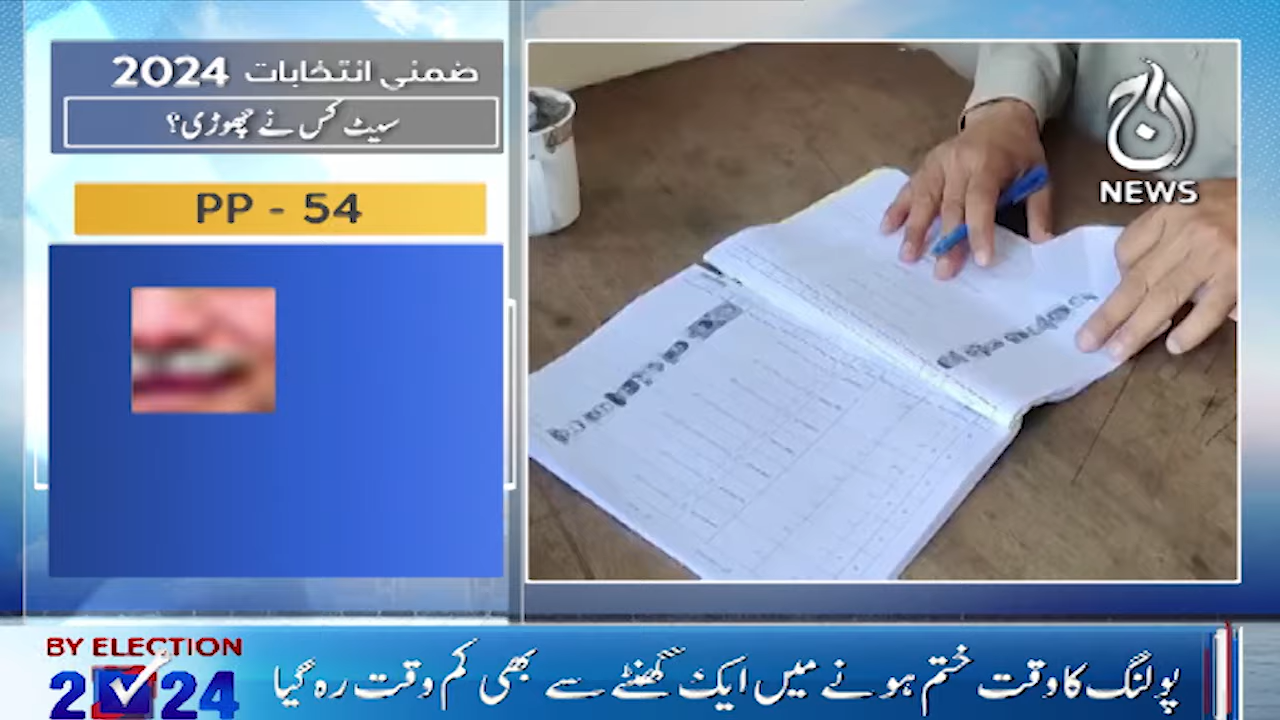 ضمنی انتخابات 2024
سیٹ کس نے چھوڑی؟
PP - 54
آج
NEWS
BY ELECTION
2024
پولنگ کا وقت ختم ہونے میں ایک گھنٹے سے بھی کم وقت رہ گیا